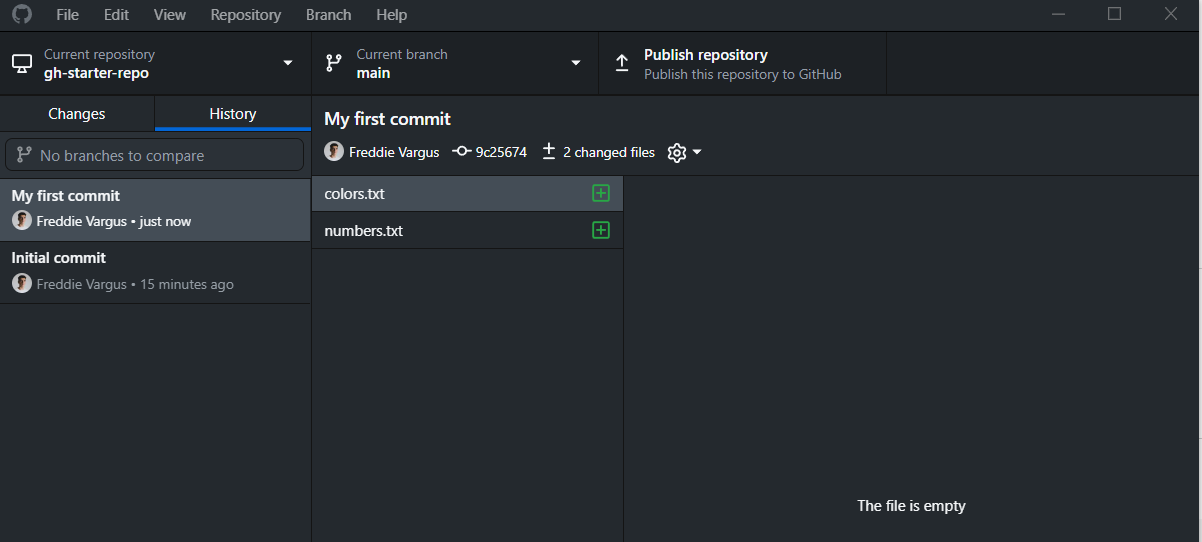 File Edit View Repository Branch Help
Current repository
gh-starter-repo
Current branch
main
Publish repository
Publish this repository to GitHub
Changes
History
No branches to compare
My first commit
Freddie Vargus • just now
Initial commit
Freddie Vargus • 15 minutes ago
My first commit
Freddie Vargus 9c25674 2 changed files
colors.txt
numbers.txt
The file is empty